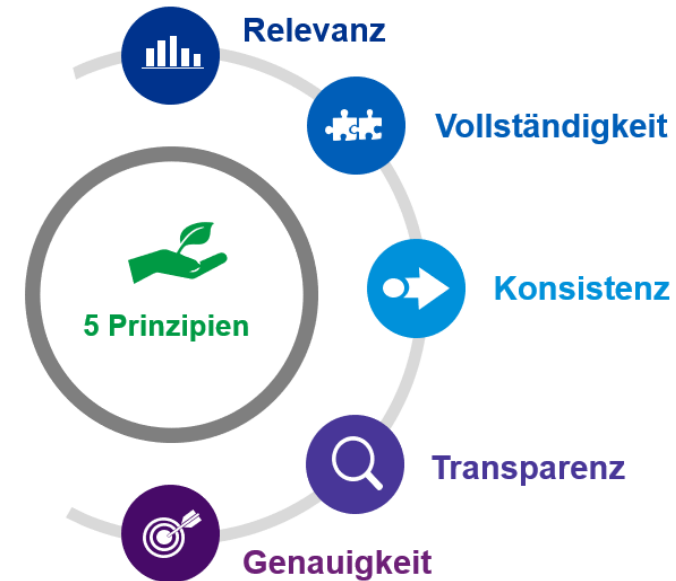 Relevanz
Vollständigkeit
Konsistenz
5 Prinzipien
Transparenz
Genauigkeit